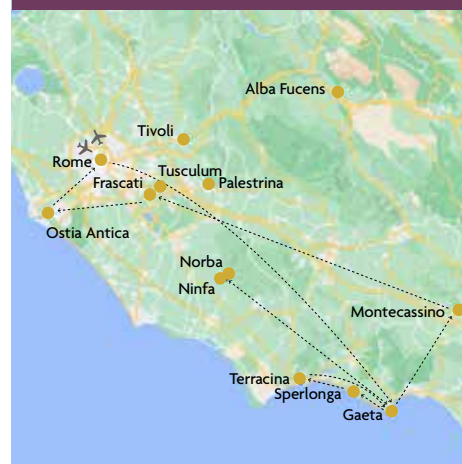 Alba Fucens
Tivoli
Rome
Tusculum
Frascati
Palestrina
Ostia Antica
Norba
Ninfa
Montecassino
Terracina
Sperlonga
Gaeta